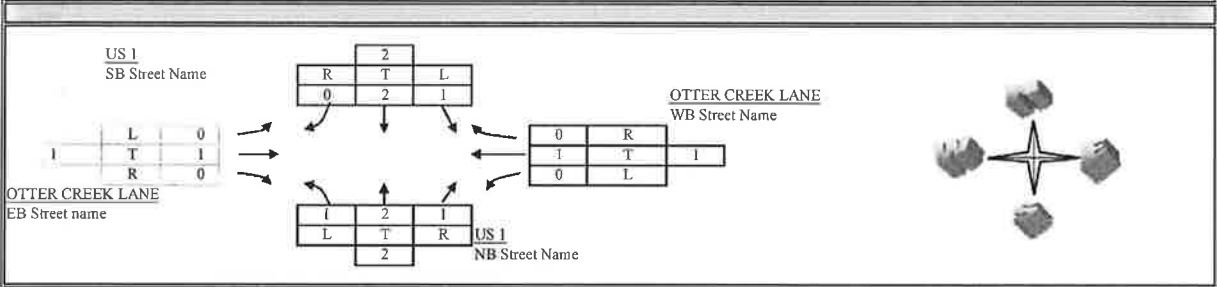 US 1
SB Street Name
2
R T L
0 2 1
OTTER CREEK LANE
WB Street Name
L 0
1 T 1
R 0
0 R
1 T 1
0 L
OTTER CREEK LANE
EB Street name
1 2 1
L T R
2
US 1
NB Street Name